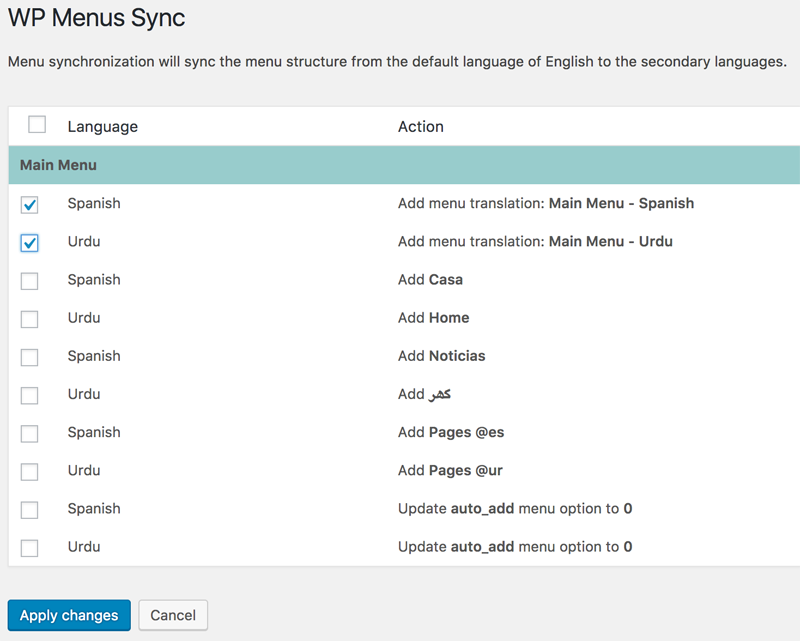 WP Menus Sync
Menu synchronization will sync the menu structure from the default language of English to the secondary languages.
Language Action
Main Menu
Spanish Add menu translation: Main Menu - Spanish
Urdu Add menu translation: Main Menu - Urdu
Spanish Add Casa
Urdu Add Home
Spanish Add Noticias
Urdu Add كهر
Spanish Add Pages @es
Urdu Add Pages @ur
Spanish Update auto_add menu option to 0
Urdu Update auto_add menu option to 0
Apply changes Cancel